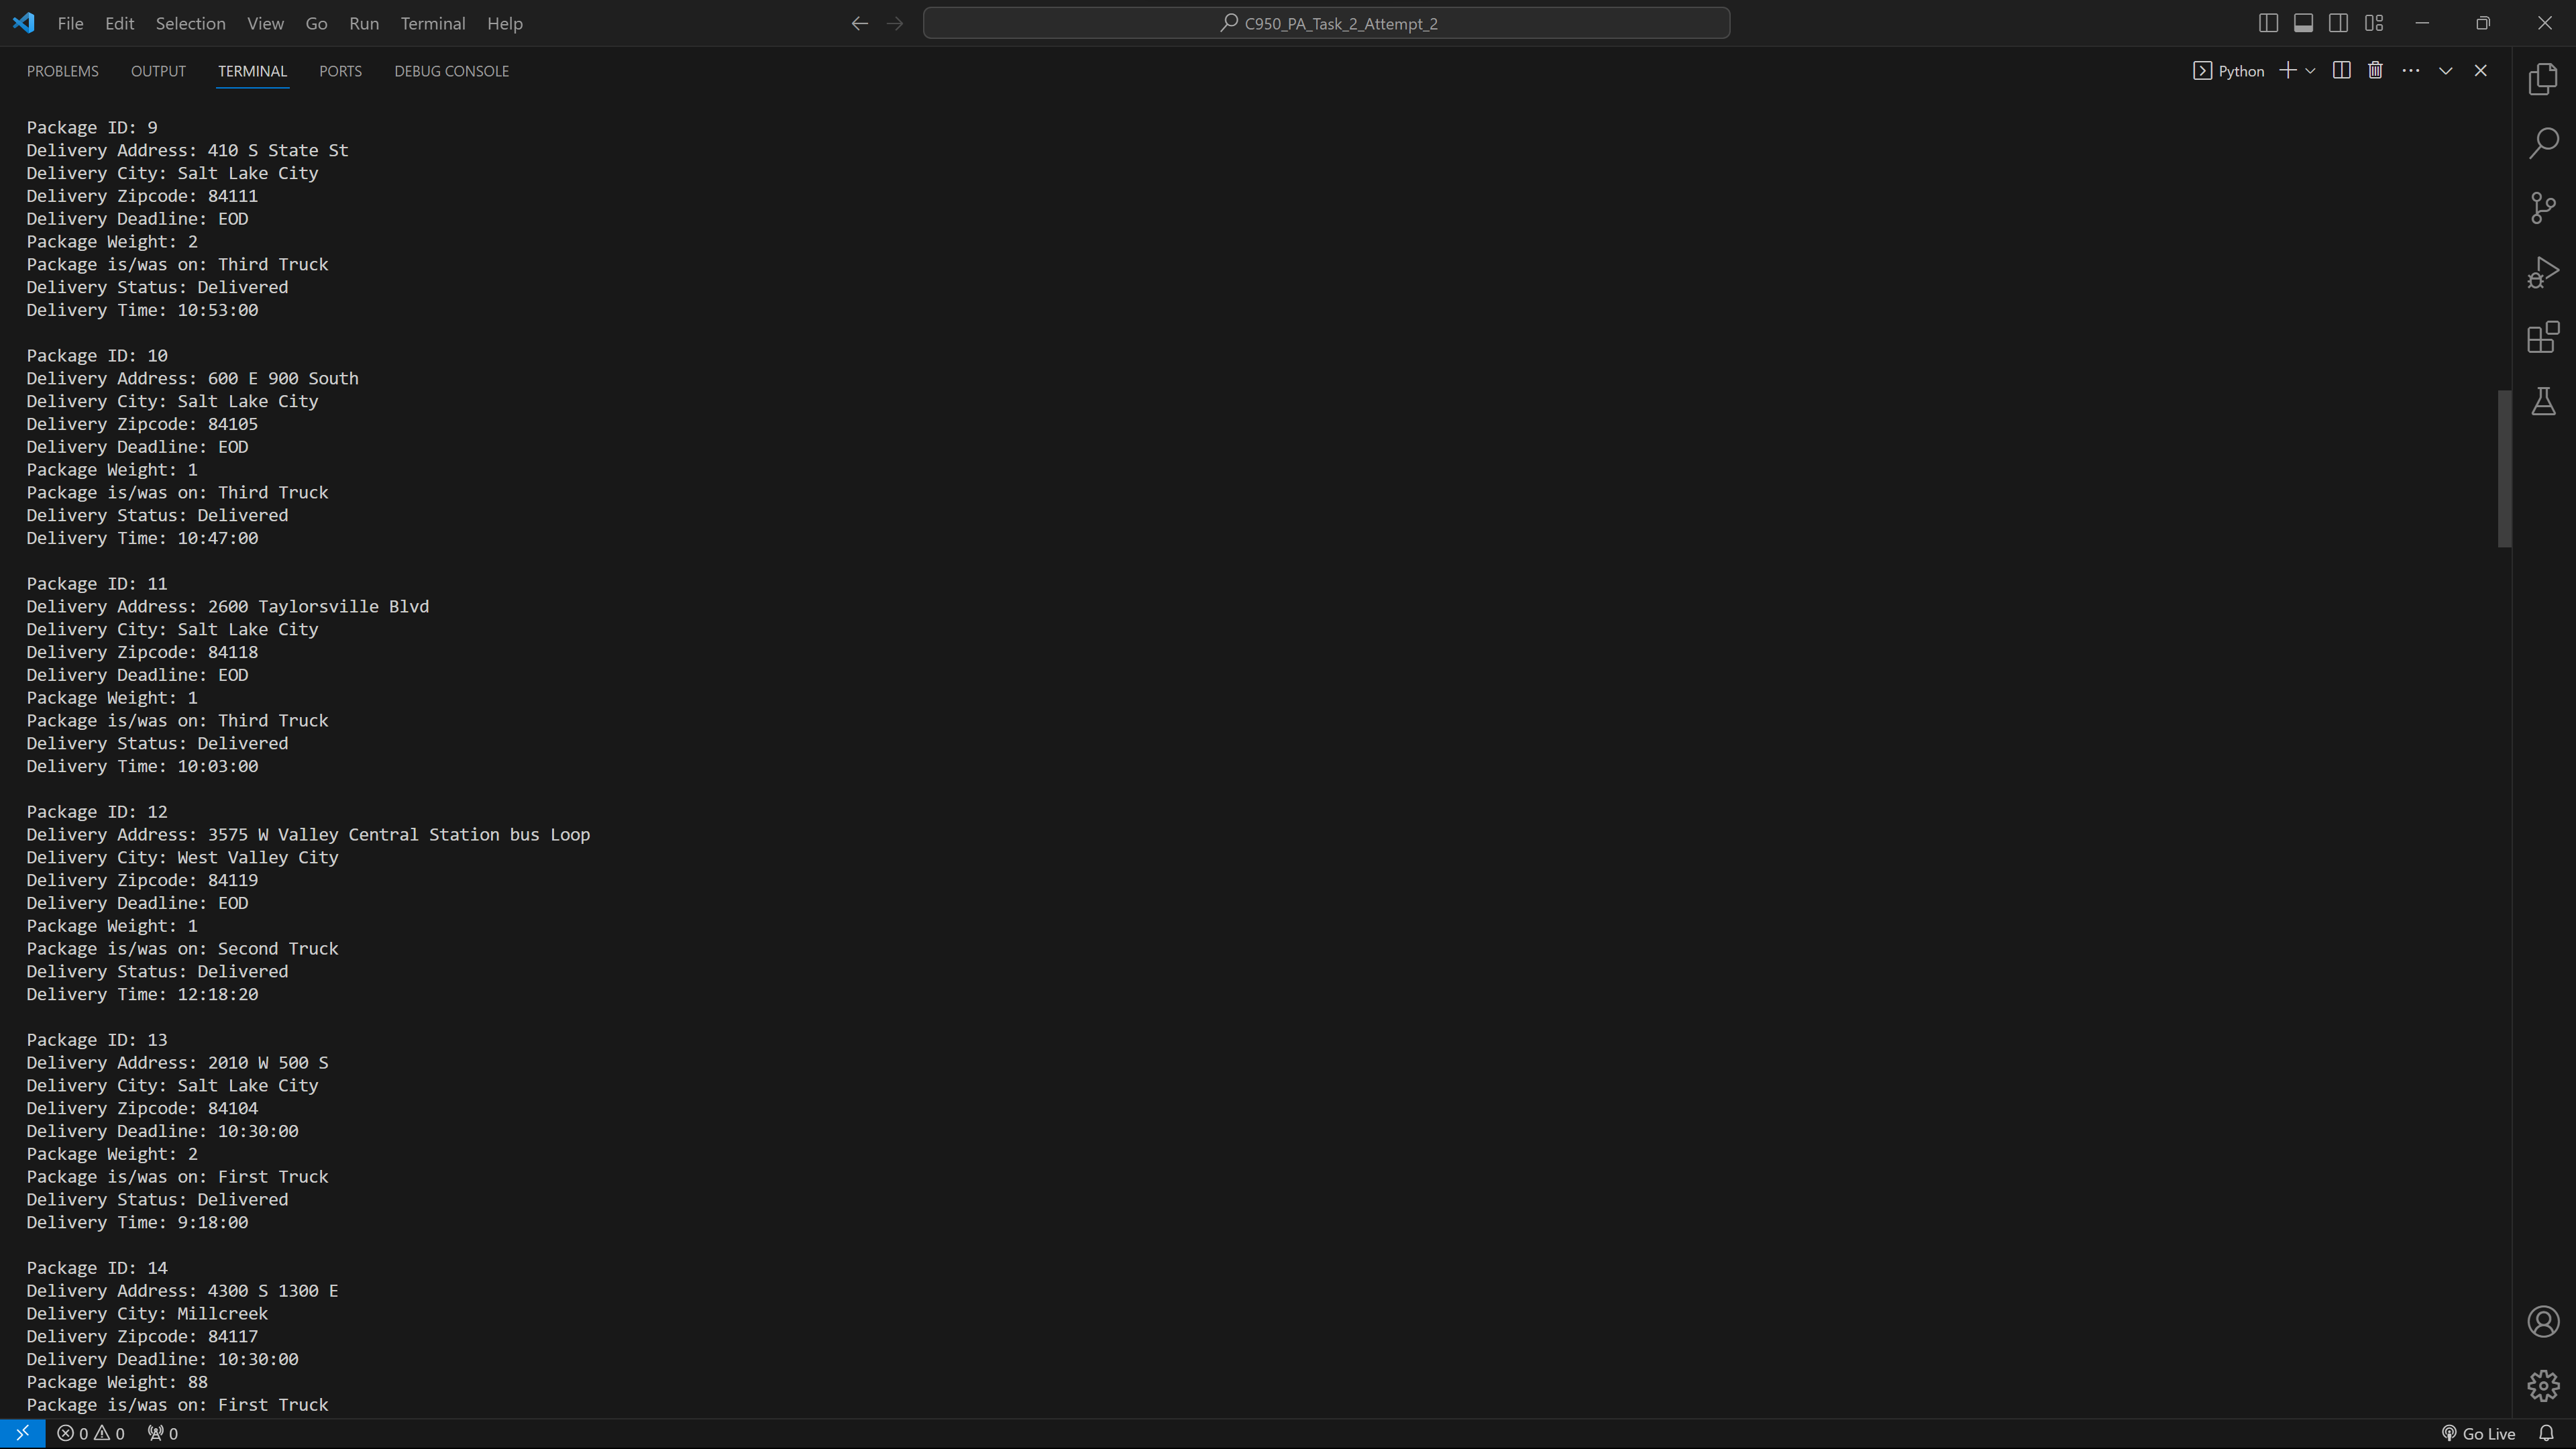 File Edit Selection View Go Run Terminal Help C950_PA_Task_2_Attempt_2
PROBLEMS OUTPUT TERMINAL PORTS DEBUG CONSOLE Python
Package ID: 9
Delivery Address: 410 S State St
Delivery City: Salt Lake City
Delivery Zipcode: 84111
Delivery Deadline: EOD
Package Weight: 2
Package is/was on: Third Truck
Delivery Status: Delivered
Delivery Time: 10:53:00
Package ID: 10
Delivery Address: 600 E 900 South
Delivery City: Salt Lake City
Delivery Zipcode: 84105
Delivery Deadline: EOD
Package Weight: 1
Package is/was on: Third Truck
Delivery Status: Delivered
Delivery Time: 10:47:00
Package ID: 11
Delivery Address: 2600 Taylorsville Blvd
Delivery City: Salt Lake City
Delivery Zipcode: 84118
Delivery Deadline: EOD
Package Weight: 1
Package is/was on: Third Truck
Delivery Status: Delivered
Delivery Time: 10:03:00
Package ID: 12
Delivery Address: 3575 W Valley Central Station bus Loop
Delivery City: West Valley City
Delivery Zipcode: 84119
Delivery Deadline: EOD
Package Weight: 1
Package is/was on: Second Truck
Delivery Status: Delivered
Delivery Time: 12:18:20
Package ID: 13
Delivery Address: 2010 W 500 S
Delivery City: Salt Lake City
Delivery Zipcode: 84104
Delivery Deadline: 10:30:00
Package Weight: 2
Package is/was on: First Truck
Delivery Status: Delivered
Delivery Time: 9:18:00
Package ID: 14
Delivery Address: 4300 S 1300 E
Delivery City: Millcreek
Delivery Zipcode: 84117
Delivery Deadline: 10:30:00
Package Weight: 88
Package is/was on: First Truck
0 0 0 Go Live